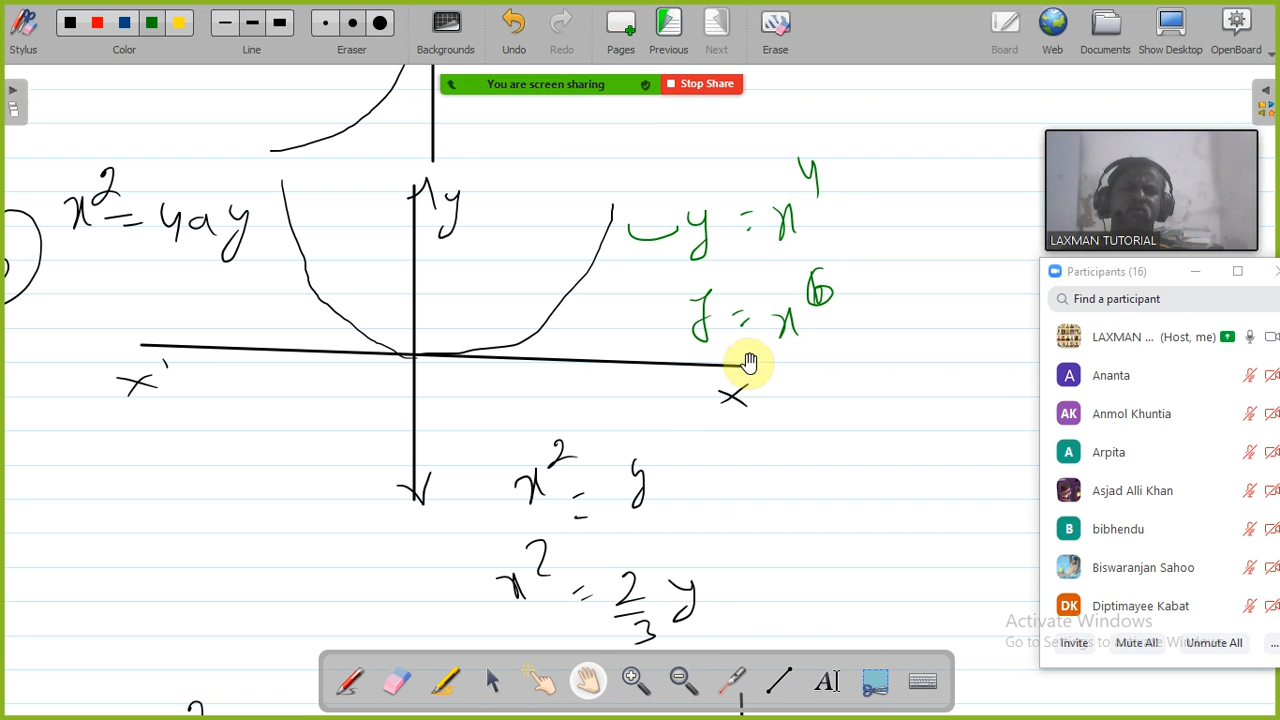 Stylus
Color
Line
Eraser
Backgrounds
Undo
Redo
Pages
Previous
Next
Erase
Board
Web
Documents
Show Desktop
OpenBoard
You are screen sharing
Stop Share
x² = 4ay
y
y = x⁴
y = x⁶
x'
x
x² = y
x² = 2/3 y
LAXMAN TUTORIAL
Participants (16)
Find a participant
LAXMAN ... (Host, me)
A Ananta
AK Anmol Khuntia
A Arpita
Asjad Alli Khan
B bibhendu
Biswaranjan Sahoo
DK Diptimayee Kabat
Activate Windows
Invite
Mute All
Unmute All
...